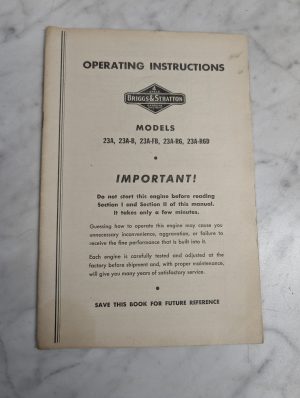 OPERATING INSTRUCTIONS
BRIGGS & STRATTON
MODELS
23A, 23A-B, 23A-FB, 23A-R6, 23A-R6D
IMPORTANT!
Do not start this engine before reading
Section I and Section II of this manual.
It takes only a few minutes.
Guessing how to operate this engine may cause you
unnecessary inconvenience, aggravation, or failure to
receive the fine performance that is built into it.
Each engine is carefully tested and adjusted at the
factory before shipment and, with proper maintenance,
will give you many years of satisfactory service.
SAVE THIS BOOK FOR FUTURE REFERENCE